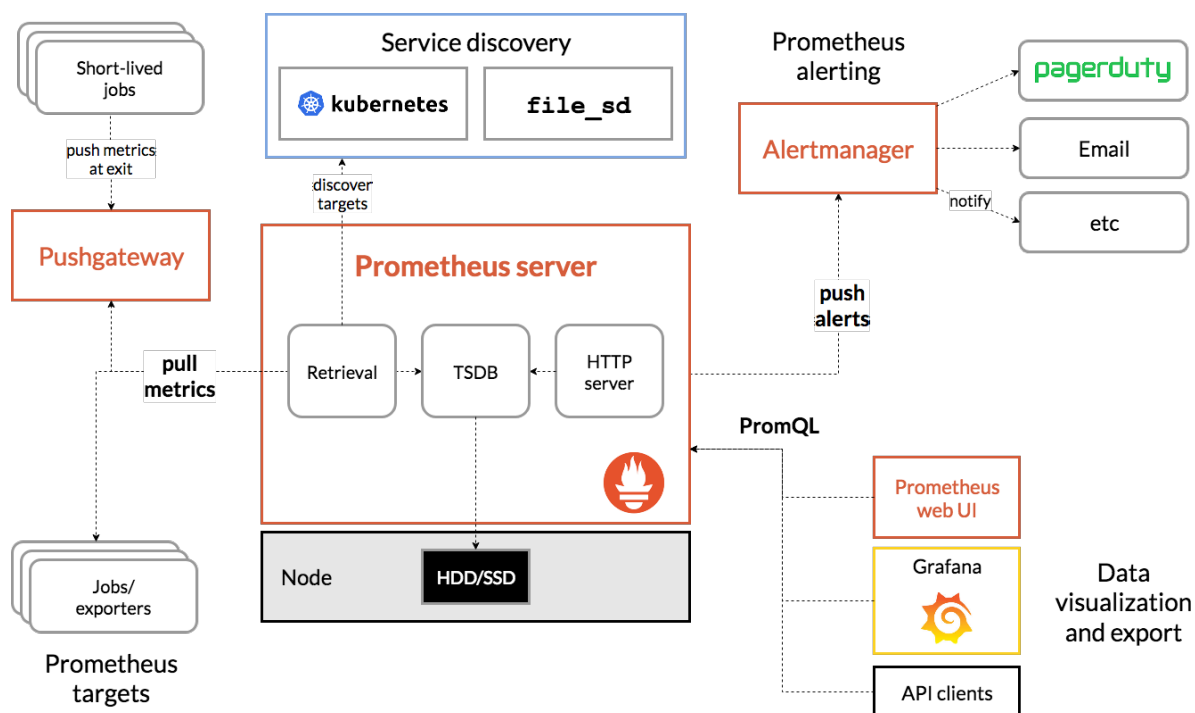 Short-lived
jobs
push metrics
at exit
Pushgateway
pull
metrics
Jobs/
exporters
Prometheus
targets
Service discovery
kubernetes
file_sd
discover
targets
Prometheus server
Retrieval
TSDB
HTTP
server
Node
HDD/SSD
Prometheus
alerting
Alertmanager
pagerduty
Email
notify
etc
push
alerts
PromQL
Prometheus
web UI
Grafana
API clients
Data
visualization
and export